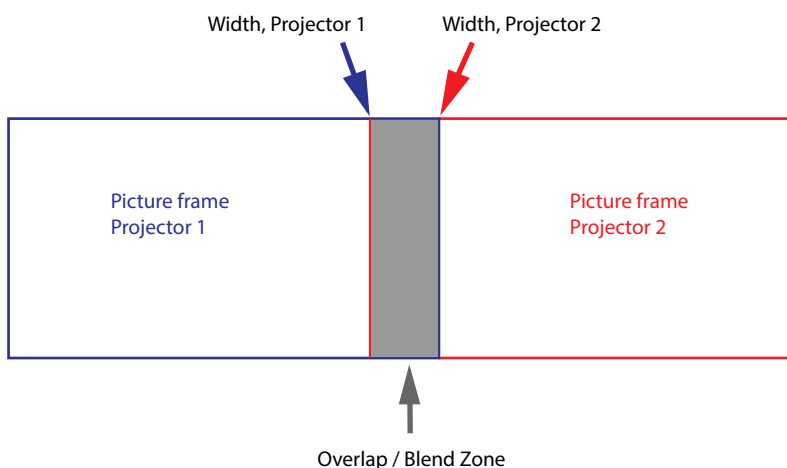 Width, Projector 1
Width, Projector 2
Picture frame
Projector 1
Picture frame
Projector 2
Overlap / Blend Zone